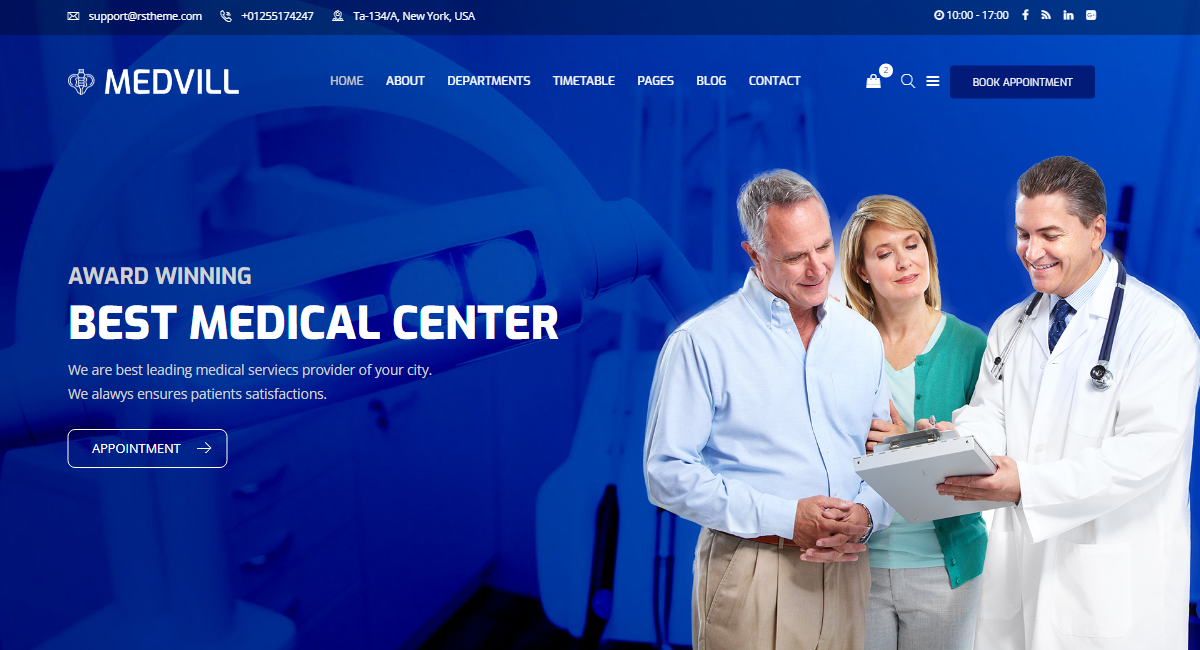 support@rstheme.com +01255174247 Ta-134/A, New York, USA 10:00 - 17:00
MEDVILL HOME ABOUT DEPARTMENTS TIMETABLE PAGES BLOG CONTACT 2 BOOK APPOINTMENT
AWARD WINNING
BEST MEDICAL CENTER
We are best leading medical serviecs provider of your city.
We alawys ensures patients satisfactions.
APPOINTMENT